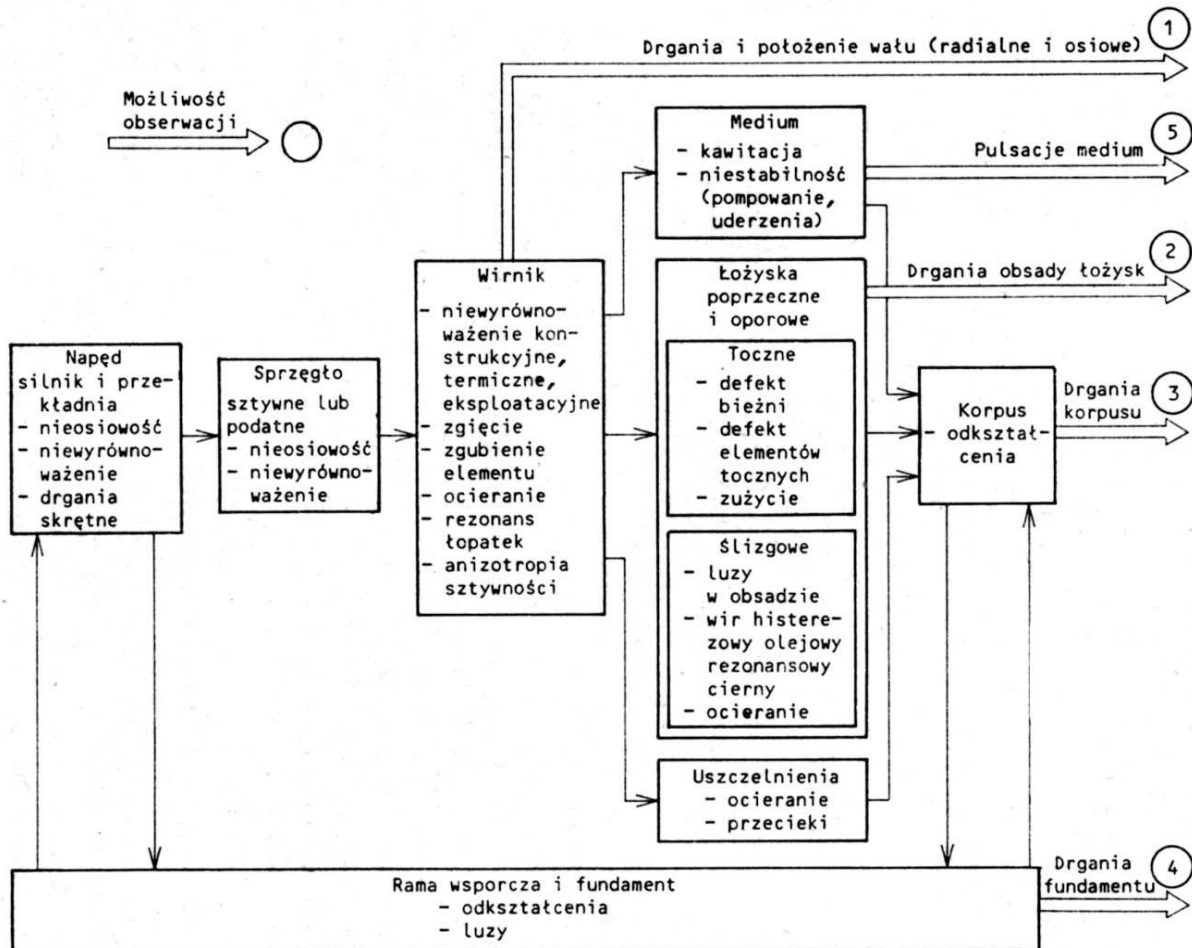 Drgania i położenie wału (radialne i osiowe)
1
Możliwość
obserwacji
Medium
- kawitacja
- niestabilność
(pompowanie,
uderzenia)
Pulsacje medium
5
Wirnik
- niewyrówno-
ważenie kon-
strukcyjne,
termiczne,
eksploatacyjne
- zgięcie
- zgubienie
elementu
- ocieranie
- rezonans
łopatek
- anizotropia
sztywności
Łożyska
poprzeczne
i oporowe
Drgania obsady łożysk
2
Napęd
silnik i prze-
kładnia
- nieosiowość
- niewyrówno-
ważenie
- drgania
skrętne
Sprzęgło
sztywne lub
podatne
- nieosiowość
- niewyrówno-
ważenie
Toczne
- defekt
bieżni
- defekt
elementów
tocznych
- zużycie
Korpus
- odkształ-
cenia
Drgania
korpusu
3
Ślizgowe
- luzy
w obsadzie
- wir histere-
zowy olejowy
rezonansowy
cierny
- ocieranie
Uszczelnienia
- ocieranie
- przecieki
Rama wsporcza i fundament
- odkształcenia
- luzy
Drgania
fundamentu
4